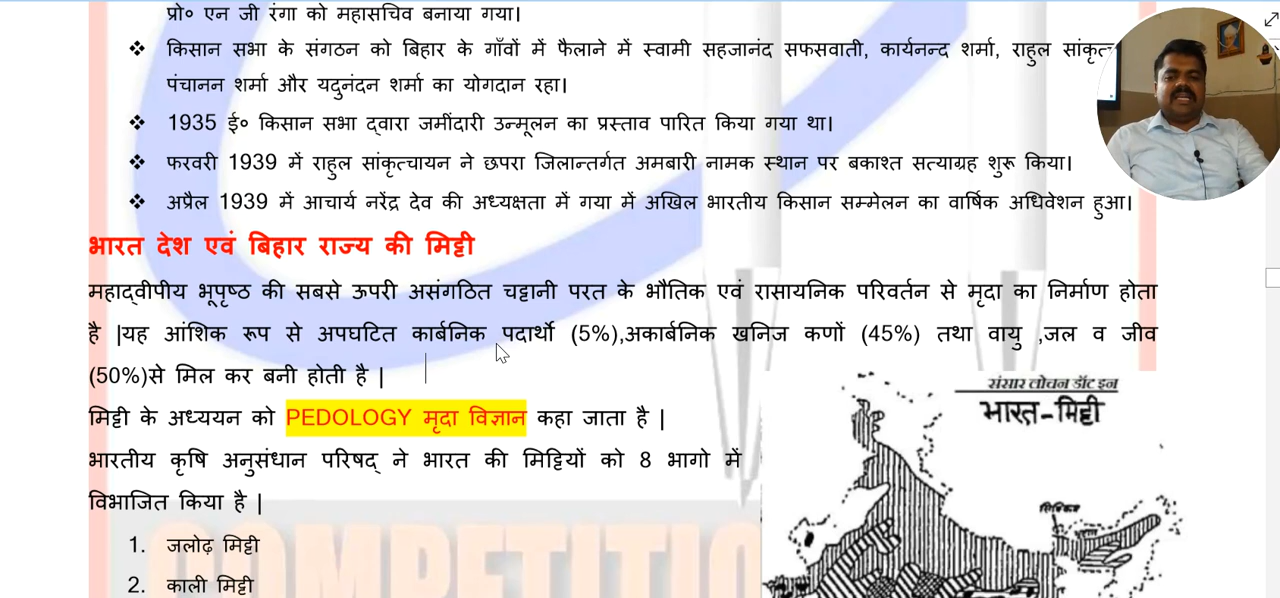 प्रो० एन जी रंगा को महासचिव बनाया गया।
❖ किसान सभा के संगठन को बिहार के गाँवों में फैलाने में स्वामी सहजानंद सफसवाती, कार्यनन्द शर्मा, राहुल
पंचानन शर्मा और यदुनंदन शर्मा का योगदान रहा।
❖ 1935 ई० किसान सभा द्वारा जमींदारी उन्मूलन का प्रस्ताव पारित किया गया था।
❖ फरवरी 1939 में राहुल सांकृत्चायन ने छपरा जिलान्तर्गत अमबारी नामक स्थान पर बकाश्त सत्याग्रह शुरू किया।
❖ अप्रैल 1939 में आचार्य नरेंद्र देव की अध्यक्षता में गया में अखिल भारतीय किसान सम्मेलन का वार्षिक अधिवेशन हुआ।
भारत देश एवं बिहार राज्य की मिट्टी
महाद्वीपीय भूपृष्ठ की सबसे ऊपरी असंगठित चट्टानी परत के भौतिक एवं रासायनिक परिवर्तन से मृदा का निर्माण होता
है |यह आंशिक रूप से अपघटित कार्बनिक पदार्थो (5%),अकार्बनिक खनिज कणों (45%) तथा वायु ,जल व जीव
(50%)से मिल कर बनी होती है |
संसार लोचन डॉट इन
भारत-मिट्टी
मिट्टी के अध्ययन को PEDOLOGY मृदा विज्ञान कहा जाता है |
भारतीय कृषि अनुसंधान परिषद् ने भारत की मिट्टियों को 8 भागो में
विभाजित किया है |
सिक्किम
1. जलोढ़ मिट्टी
2. काली मिट्टी
COMPETITIO